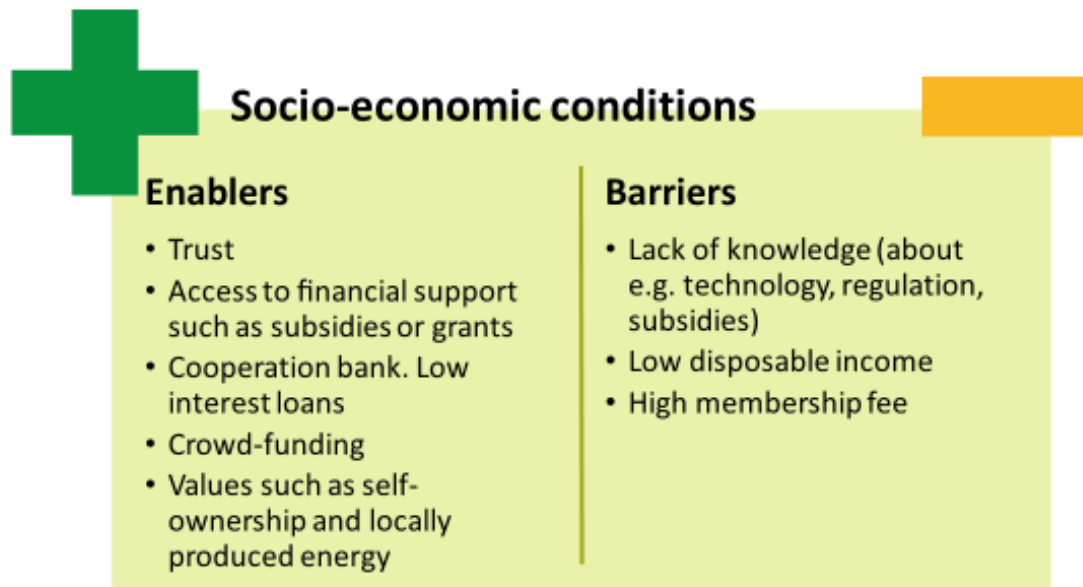 Socio-economic conditions
Enablers
• Trust
• Access to financial support
such as subsidies or grants
• Cooperation bank. Low
interest loans
• Crowd-funding
• Values such as self-
ownership and locally
produced energy
Barriers
• Lack of knowledge (about
e.g. technology, regulation,
subsidies)
• Low disposable income
• High membership fee